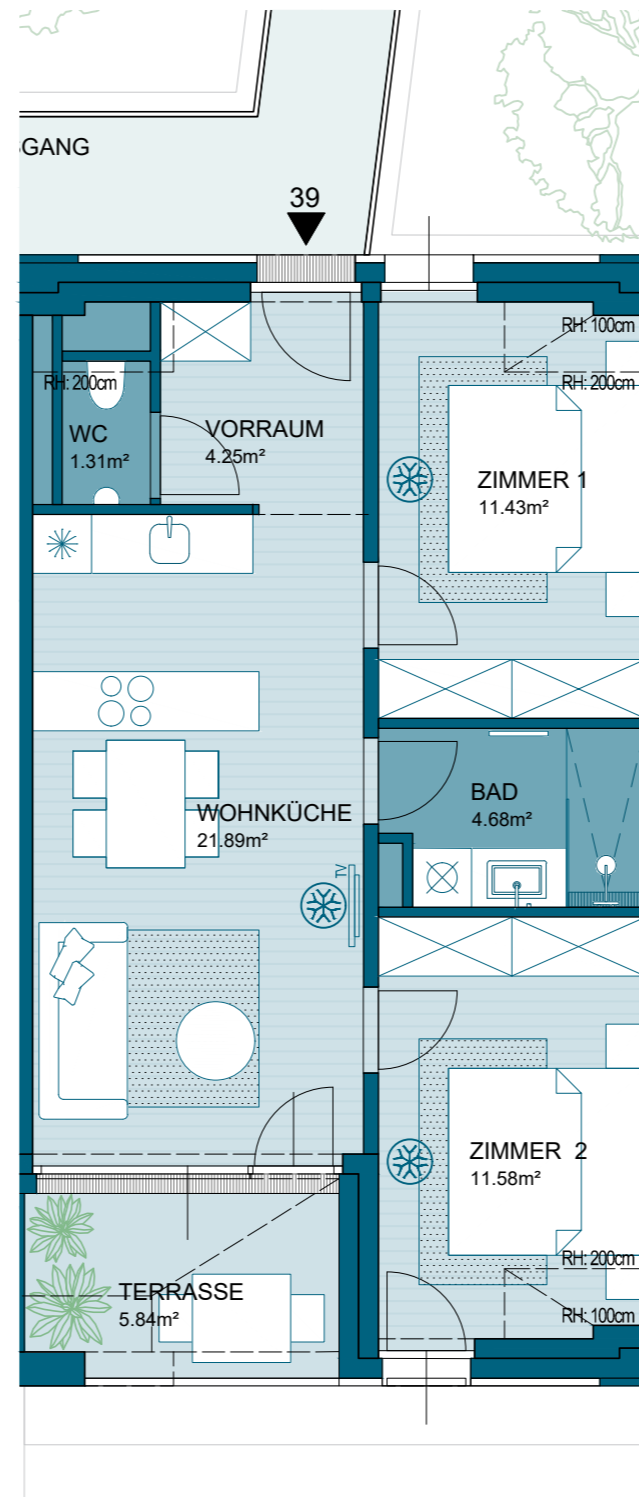 GANG
39
RH: 100cm
RH: 200cm
RH: 200cm
WC
1.31m²
VORRAUM
4.25m²
ZIMMER 1
11.43m²
BAD
4.68m²
WOHNKÜCHE
21.89m²
TV
ZIMMER 2
11.58m²
RH: 200cm
RH: 100cm
TERRASSE
5.84m²